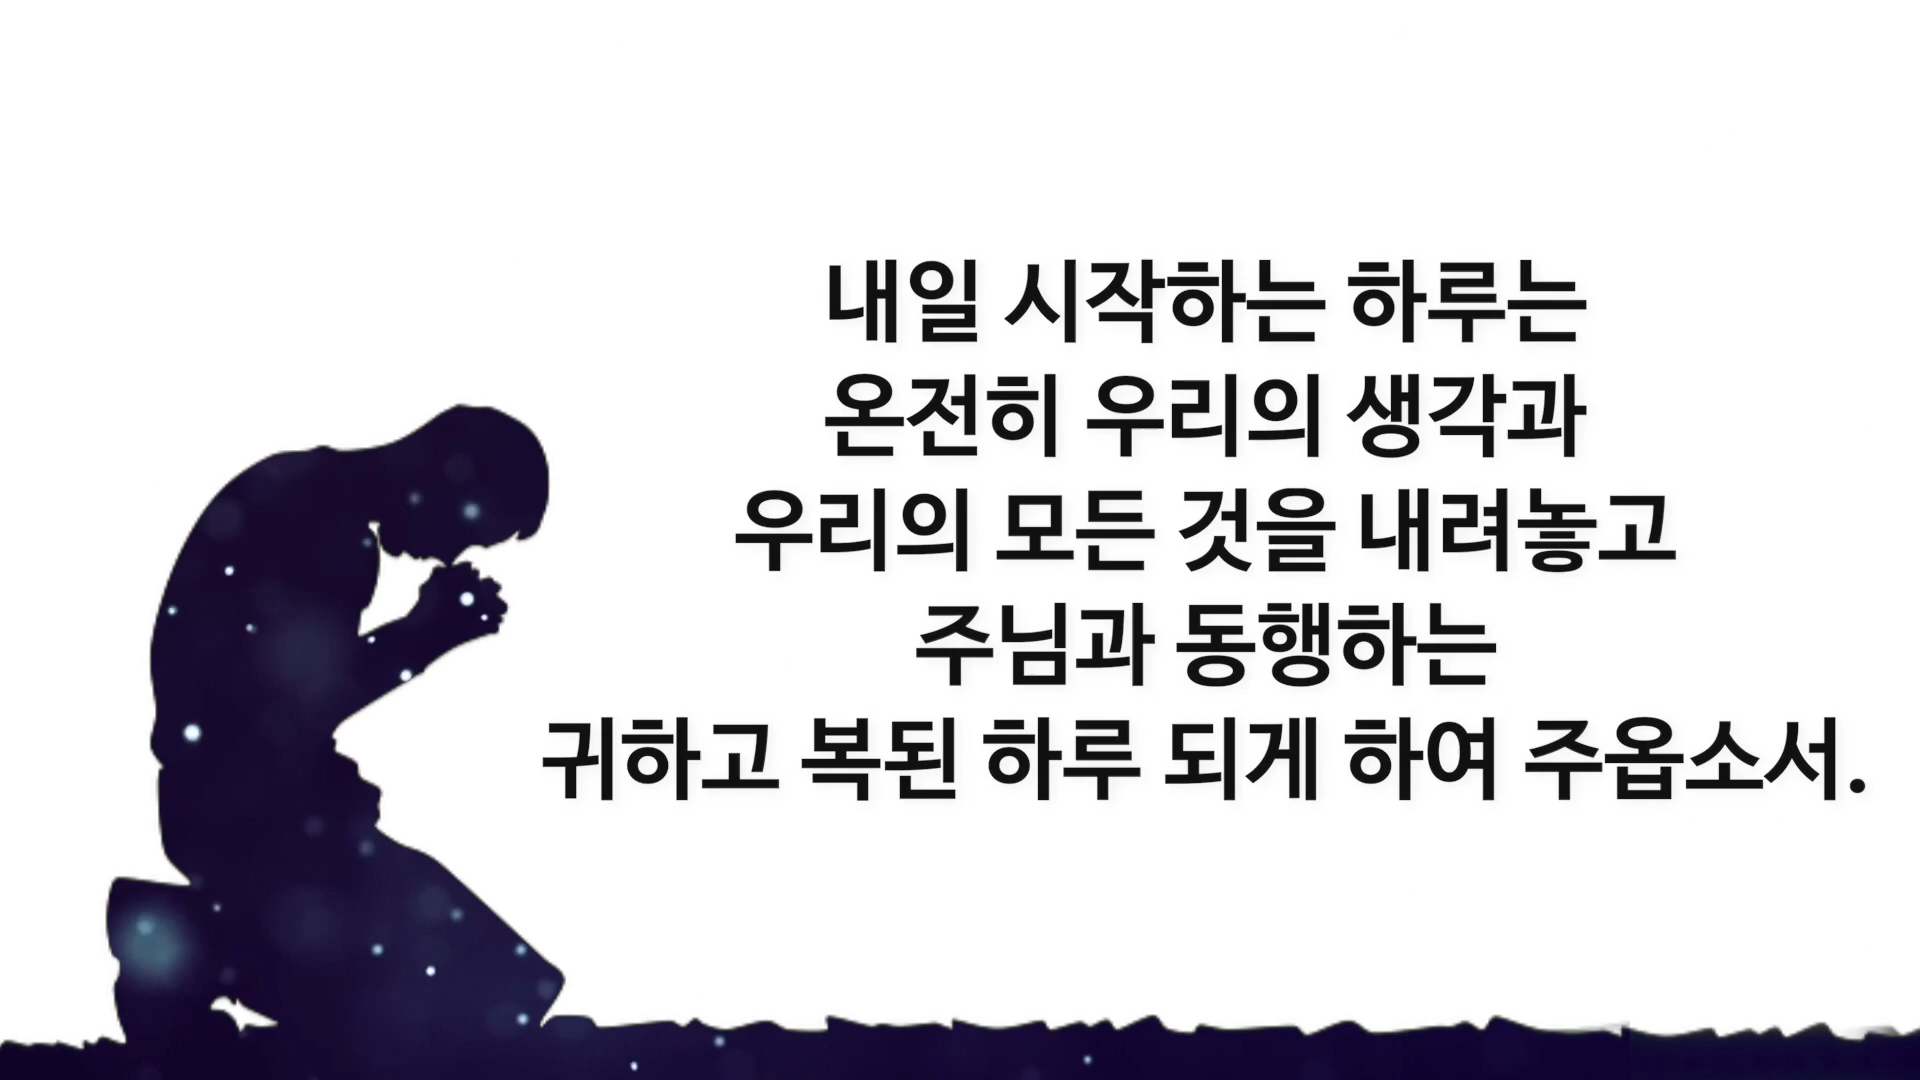 내일 시작하는 하루는
온전히 우리의 생각과
우리의 모든 것을 내려놓고
주님과 동행하는
귀하고 복된 하루 되게 하여 주옵소서.